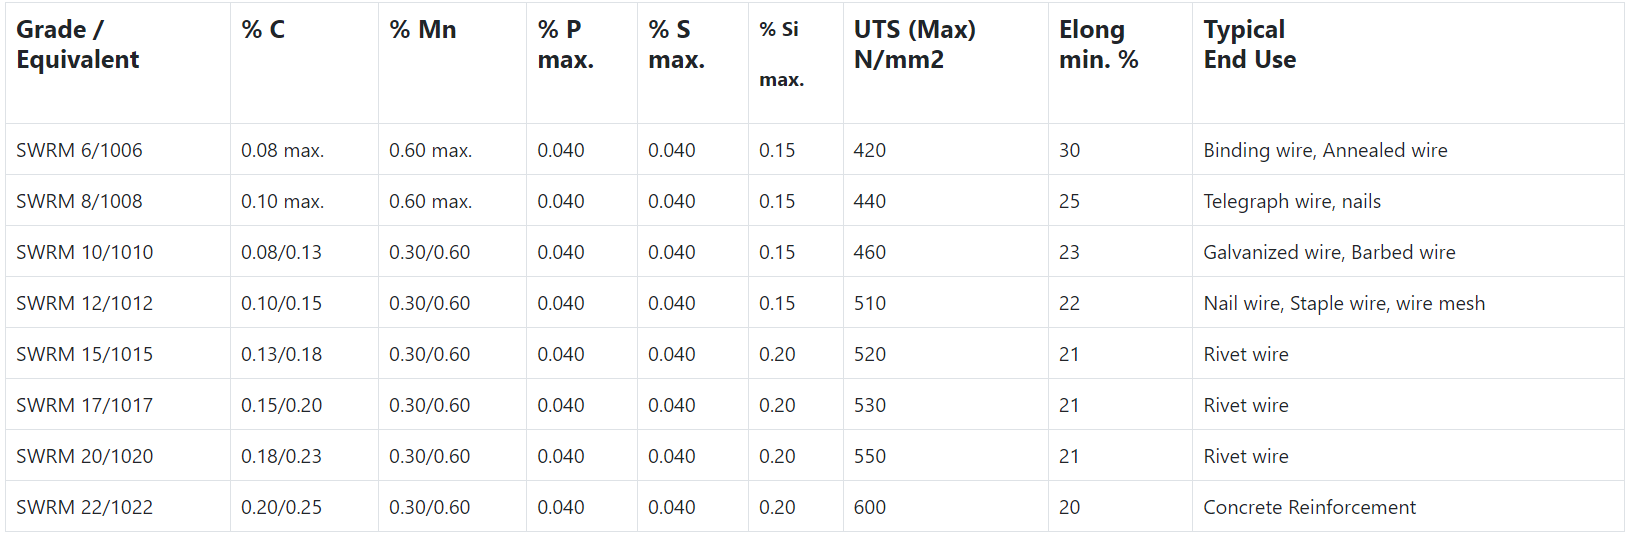 Grade / Equivalent % C % Mn % P max. % S max. % Si max. UTS (Max) N/mm2 Elong min. % Typical End Use
SWRM 6/1006 0.08 max. 0.60 max. 0.040 0.040 0.15 420 30 Binding wire, Annealed wire
SWRM 8/1008 0.10 max. 0.60 max. 0.040 0.040 0.15 440 25 Telegraph wire, nails
SWRM 10/1010 0.08/0.13 0.30/0.60 0.040 0.040 0.15 460 23 Galvanized wire, Barbed wire
SWRM 12/1012 0.10/0.15 0.30/0.60 0.040 0.040 0.15 510 22 Nail wire, Staple wire, wire mesh
SWRM 15/1015 0.13/0.18 0.30/0.60 0.040 0.040 0.20 520 21 Rivet wire
SWRM 17/1017 0.15/0.20 0.30/0.60 0.040 0.040 0.20 530 21 Rivet wire
SWRM 20/1020 0.18/0.23 0.30/0.60 0.040 0.040 0.20 550 21 Rivet wire
SWRM 22/1022 0.20/0.25 0.30/0.60 0.040 0.040 0.20 600 20 Concrete Reinforcement